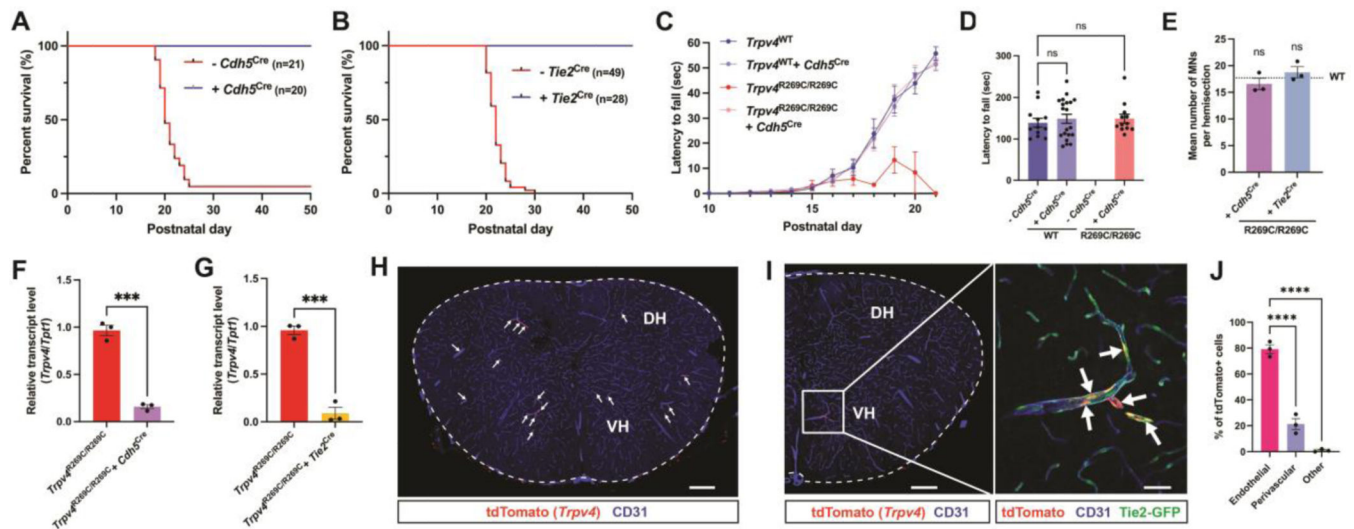 A
Percent survival (%)
100
50
0
- Cdh5Cre (n=21)
+ Cdh5Cre (n=20)
0 10 20 30 40 50
Postnatal day
B
Percent survival (%)
100
50
0
- Tie2Cre (n=49)
+ Tie2Cre (n=28)
0 10 20 30 40 50
Postnatal day
C
Latency to fall (sec)
60
50
40
30
20
10
0
Trpv4WT
Trpv4WT + Cdh5Cre
Trpv4R269C/R269C
Trpv4R269C/R269C
+ Cdh5Cre
10 15 20
Postnatal day
D
ns
ns
Latency to fall (sec)
300
200
150
100
50
0
- Cdh5Cre
+ Cdh5Cre
- Cdh5Cre
+ Cdh5Cre
WT R269C/R269C
E
Mean number of MNs
per hemisection
25
20
15
10
5
0
ns ns
WT
+ Cdh5Cre
+ Tie2Cre
R269C/R269C
F
Relative transcript level
(Trpv4/Tpt1)
1.5
1.0
0.5
0.0
***
Trpv4R269C/R269C
Trpv4R269C/R269C + Cdh5Cre
G
Relative transcript level
(Trpv4/Tpt1)
1.5
1.0
0.5
0.0
***
Trpv4R269C/R269C
Trpv4R269C/R269C + Tie2Cre
H
DH
VH
tdTomato (Trpv4) CD31
I
DH
VH
tdTomato (Trpv4) CD31
tdTomato CD31 Tie2-GFP
J
% of tdTomato+ cells
100
80
60
40
20
0
****
****
Endothelial
Perivascular
Other